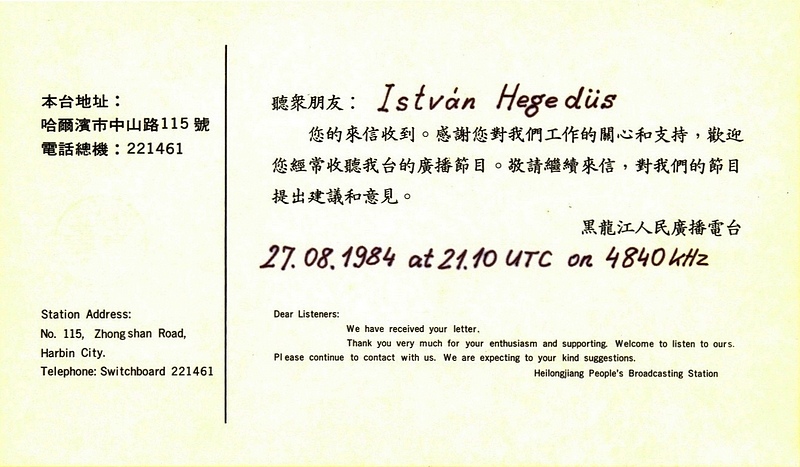 本台地址：
哈爾濱市中山路115號
電話總機：221461
聽衆朋友： István Hegedüs
您的來信收到。感謝您對我們工作的關心和支持，歡迎
您經常收聽我台的廣播節目。敬請繼續來信，對我們的節目
提出建議和意見。
黑龍江人民廣播電台
27.08.1984 at 21.10 UTC on 4840 kHz
Station Address:
No. 115, Zhongshan Road,
Harbin City.
Telephone: Switchboard 221461
Dear Listeners:
We have received your letter.
Thank you very much for your enthusiasm and supporting. Welcome to listen to ours.
Please continue to contact with us. We are expecting to your kind suggestions.
Heilongjiang People's Broadcasting Station